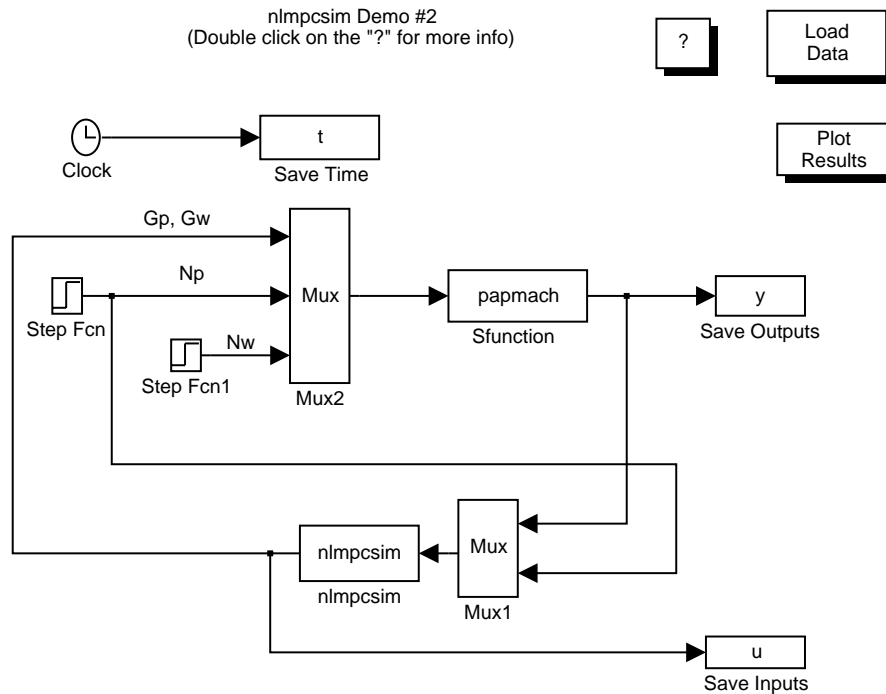 nlmpcsim Demo #2
(Double click on the "?" for more info)
?
Load
Data
Clock
t
Save Time
Plot
Results
Gp, Gw
Np
Step Fcn
Nw
Step Fcn1
Mux
Mux2
papmach
Sfunction
y
Save Outputs
nlmpcsim
nlmpcsim
Mux
Mux1
u
Save Inputs